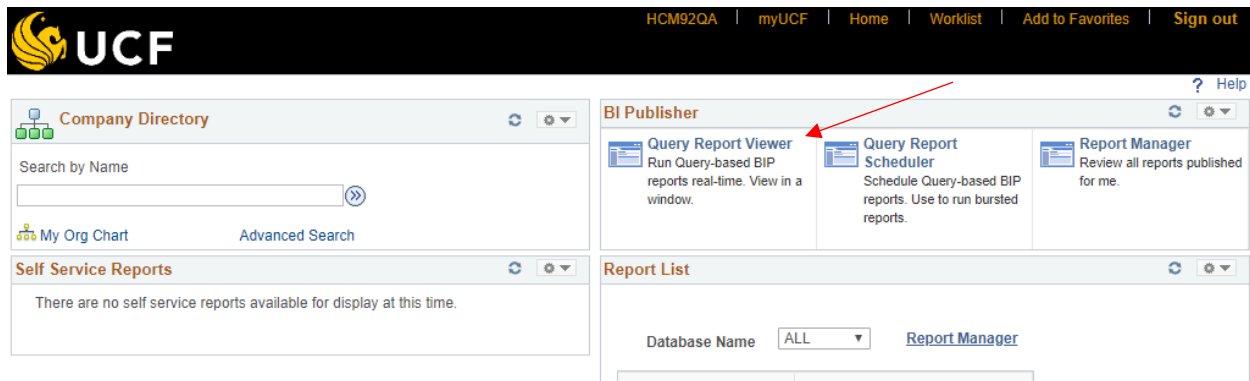 HCM92QA | myUCF | Home | Worklist | Add to Favorites | Sign out
UCF
? Help
Company Directory
Search by Name
My Org Chart
Advanced Search
BI Publisher
Query Report Viewer
Run Query-based BIP
reports real-time. View in a
window.
Query Report
Scheduler
Schedule Query-based BIP
reports. Use to run bursted
reports.
Report Manager
Review all reports published
for me.
Self Service Reports
There are no self service reports available for display at this time.
Report List
Database Name
ALL
Report Manager